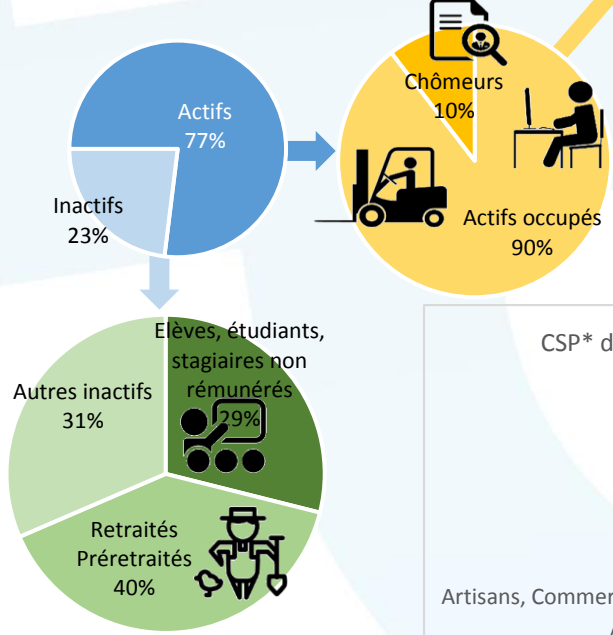 Actifs
77%
Inactifs
23%
Chômeurs
10%
Actifs occupés
90%
Elèves, étudiants,
stagiaires non
rémunérés
29%
Autres inactifs
31%
Retraités
Préretraités
40%
CSP* d
Artisans, Commer